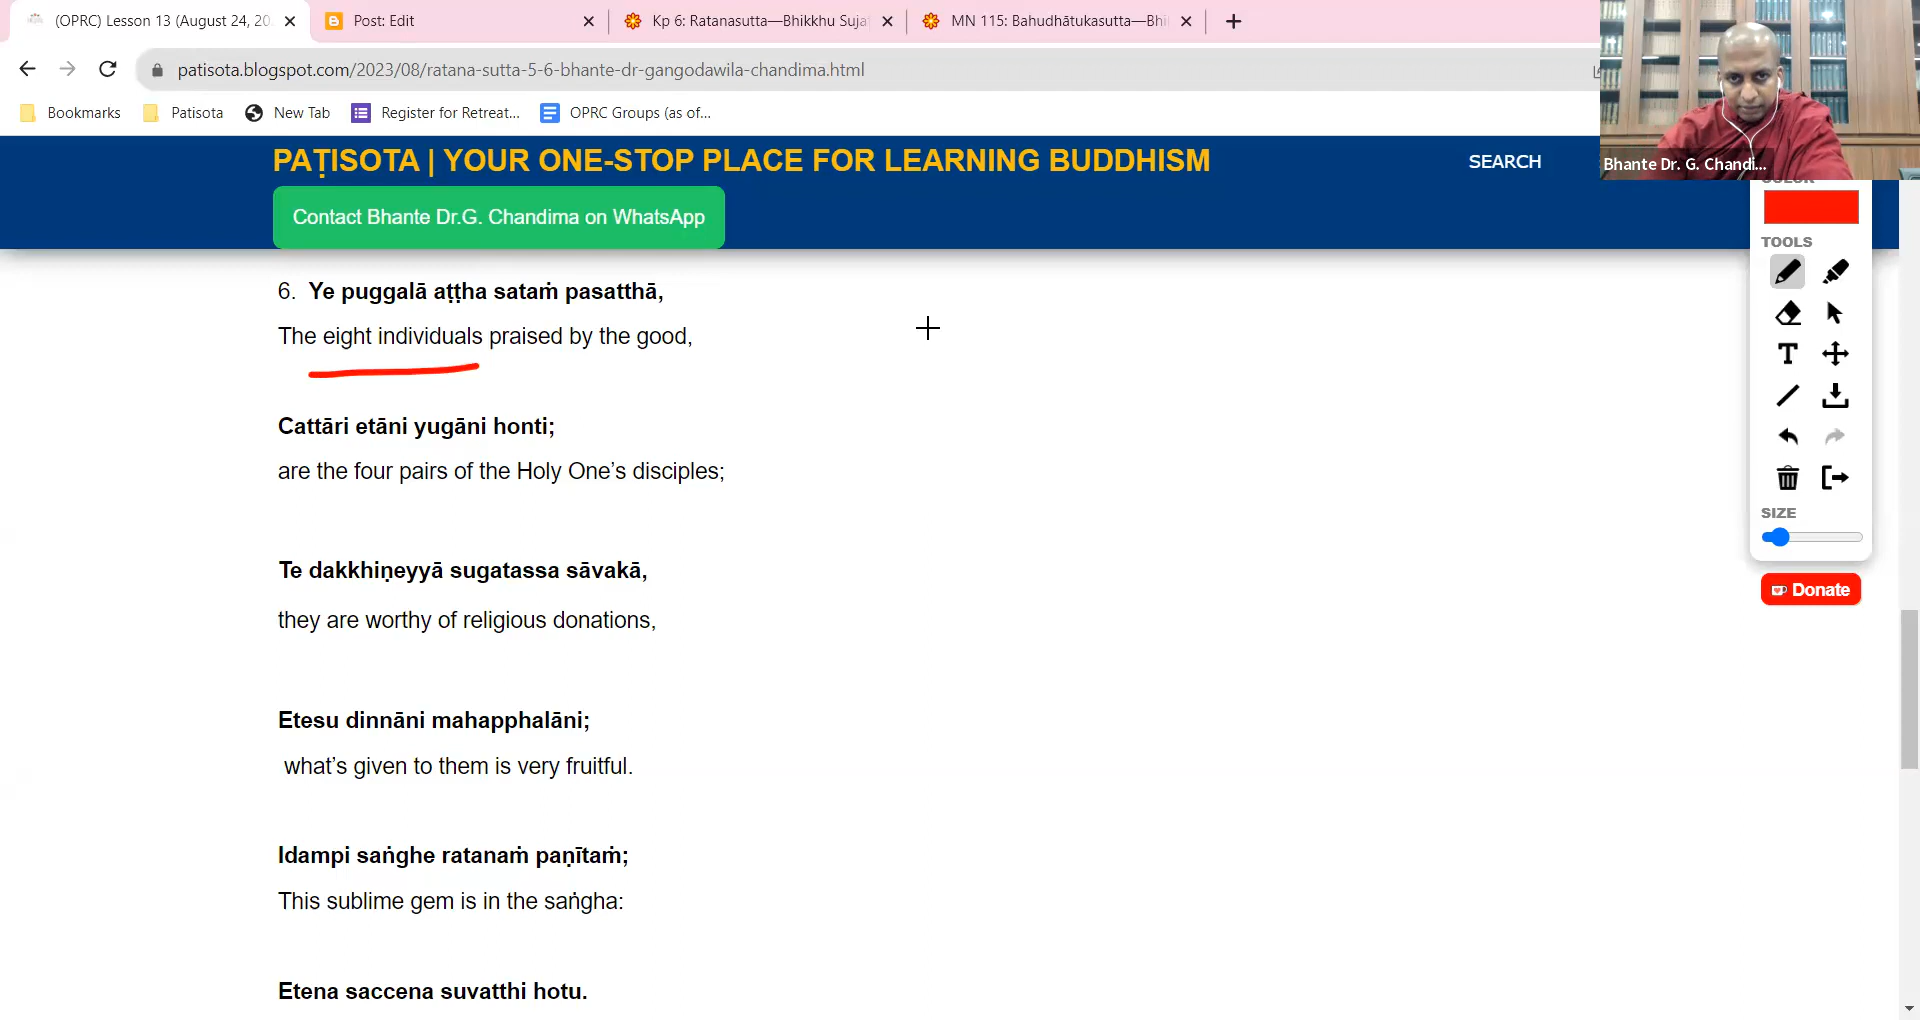 (OPRC) Lesson 13 (August 24, 20
Post: Edit
Kp 6: Ratanasutta—Bhikkhu Suja
MN 115: Bahudhātukasutta—Bhi
patisota.blogspot.com/2023/08/ratana-sutta-5-6-bhante-dr-gangodawila-chandima.html
Bookmarks
Patisota
New Tab
Register for Retreat...
OPRC Groups (as of...
PAṬISOTA | YOUR ONE-STOP PLACE FOR LEARNING BUDDHISM
SEARCH
Bhante Dr. G. Chandi...
Contact Bhante Dr.G. Chandima on WhatsApp
COLOR
TOOLS
SIZE
Donate
6. Ye puggalā aṭṭha sataṁ pasatthā,
The eight individuals praised by the good,
Cattāri etāni yugāni honti;
are the four pairs of the Holy One’s disciples;
Te dakkhiṇeyyā sugatassa sāvakā,
they are worthy of religious donations,
Etesu dinnāni mahapphalāni;
what’s given to them is very fruitful.
Idampi saṅghe ratanaṁ paṇītaṁ;
This sublime gem is in the saṅgha:
Etena saccena suvatthi hotu.